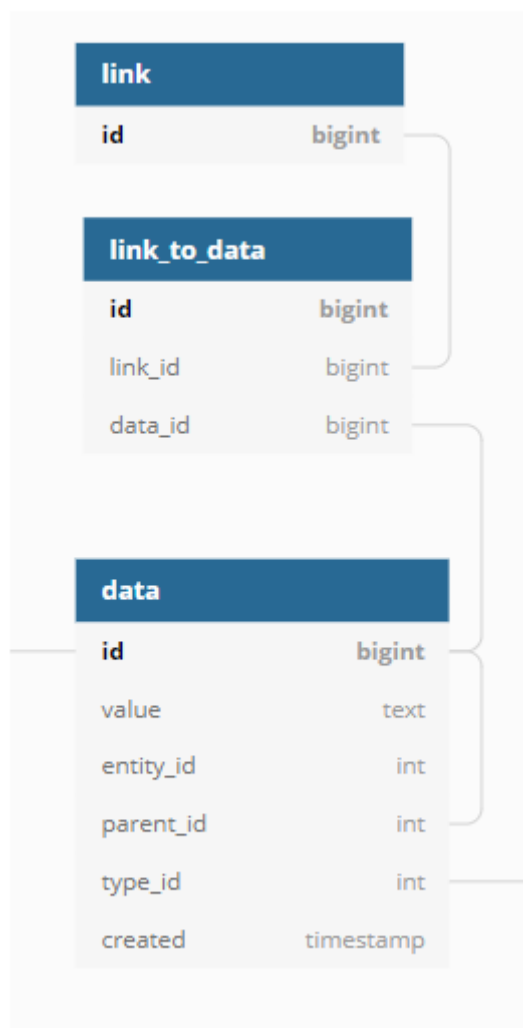 link
id bigint
link_to_data
id bigint
link_id bigint
data_id bigint
data
id bigint
value text
entity_id int
parent_id int
type_id int
created timestamp